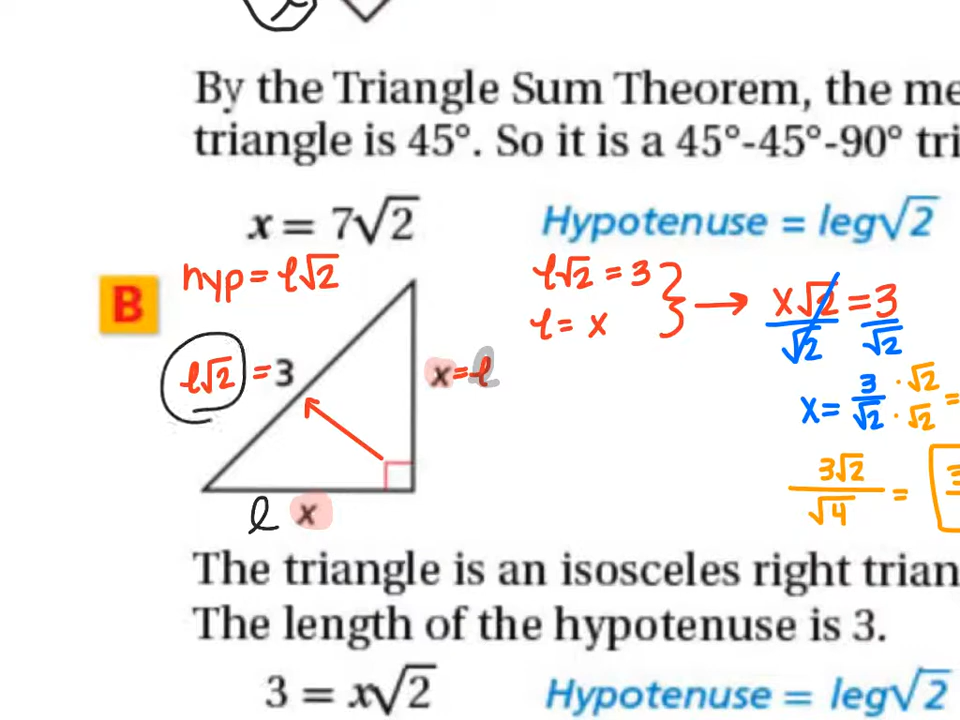 By the Triangle Sum Theorem, the me
triangle is 45°. So it is a 45°-45°-90° tri
x = 7√2 Hypotenuse = leg√2
B
hyp = l√2
l√2 = 3
l = x
→ x√2 = 3
√2 √2
l√2 = 3
x = l
x = 3/√2 · √2 =
· √2
l x
3√2/√4 =
The triangle is an isosceles right trian
The length of the hypotenuse is 3.
3 = x√2 Hypotenuse = leg√2